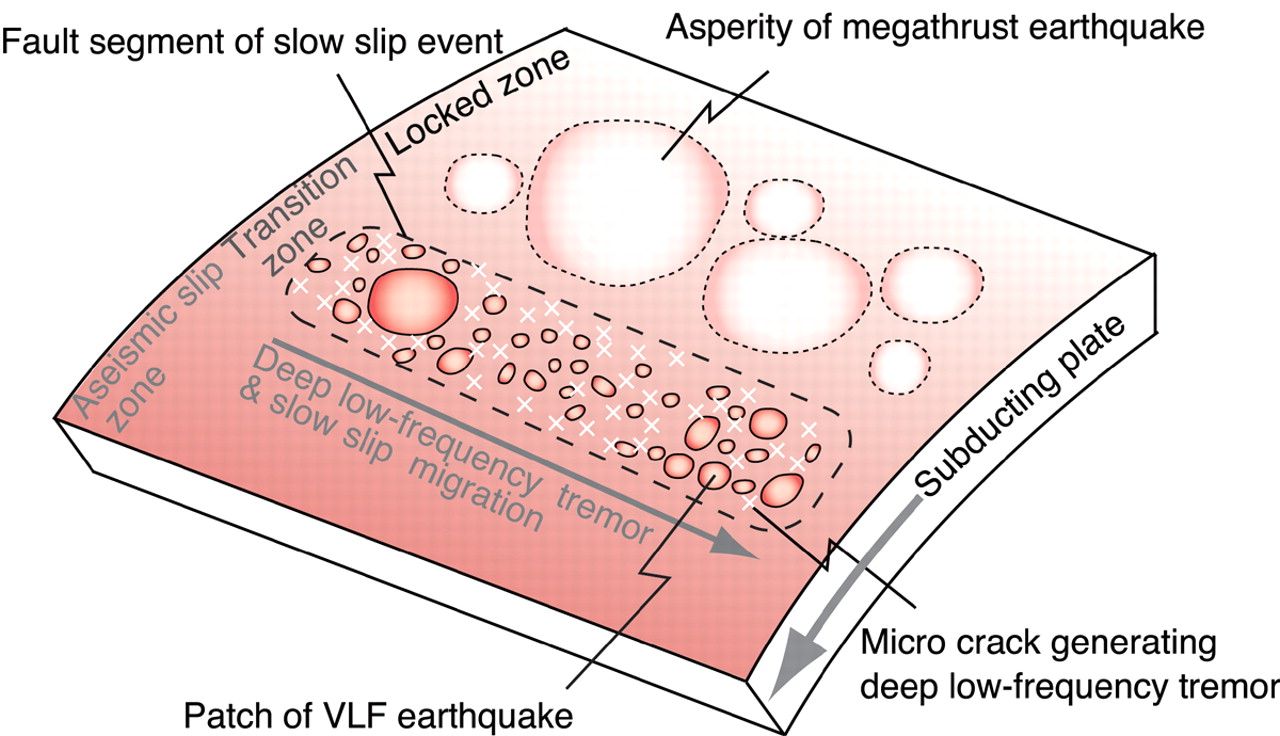 Fault segment of slow slip event
Asperity of megathrust earthquake
Locked zone
Transition
zone
Aseismic slip
zone
Deep low-frequency tremor
& slow slip migration
Subducting plate
Micro crack generating
deep low-frequency tremor
Patch of VLF earthquake